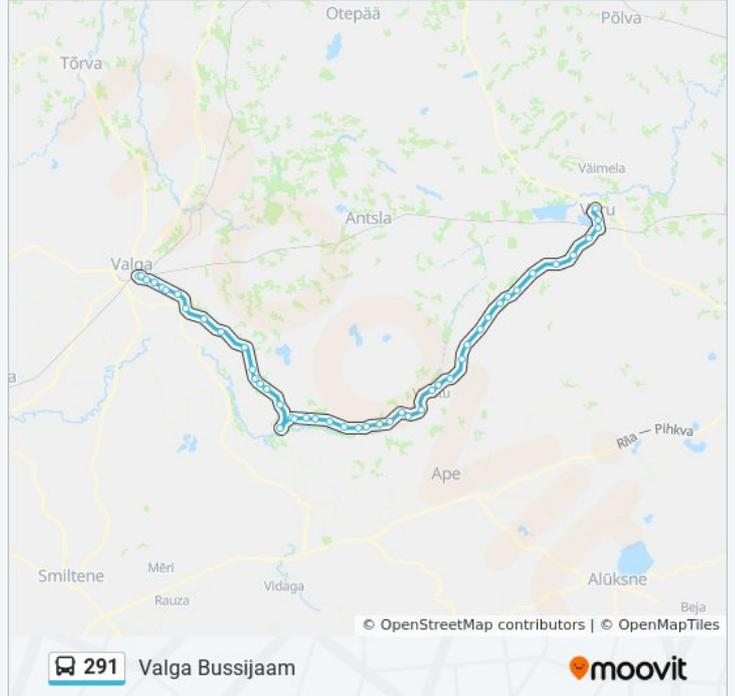 Otepää
Põlva
Tõrva
Väimela
Antsla
Valga
Rīga — Pihkva
Ape
Smiltene
Mēri
Rauza
Vidaga
Alūksne
Beja
© OpenStreetMap contributors | © OpenMapTiles
291 Valga Bussijaam
moovit